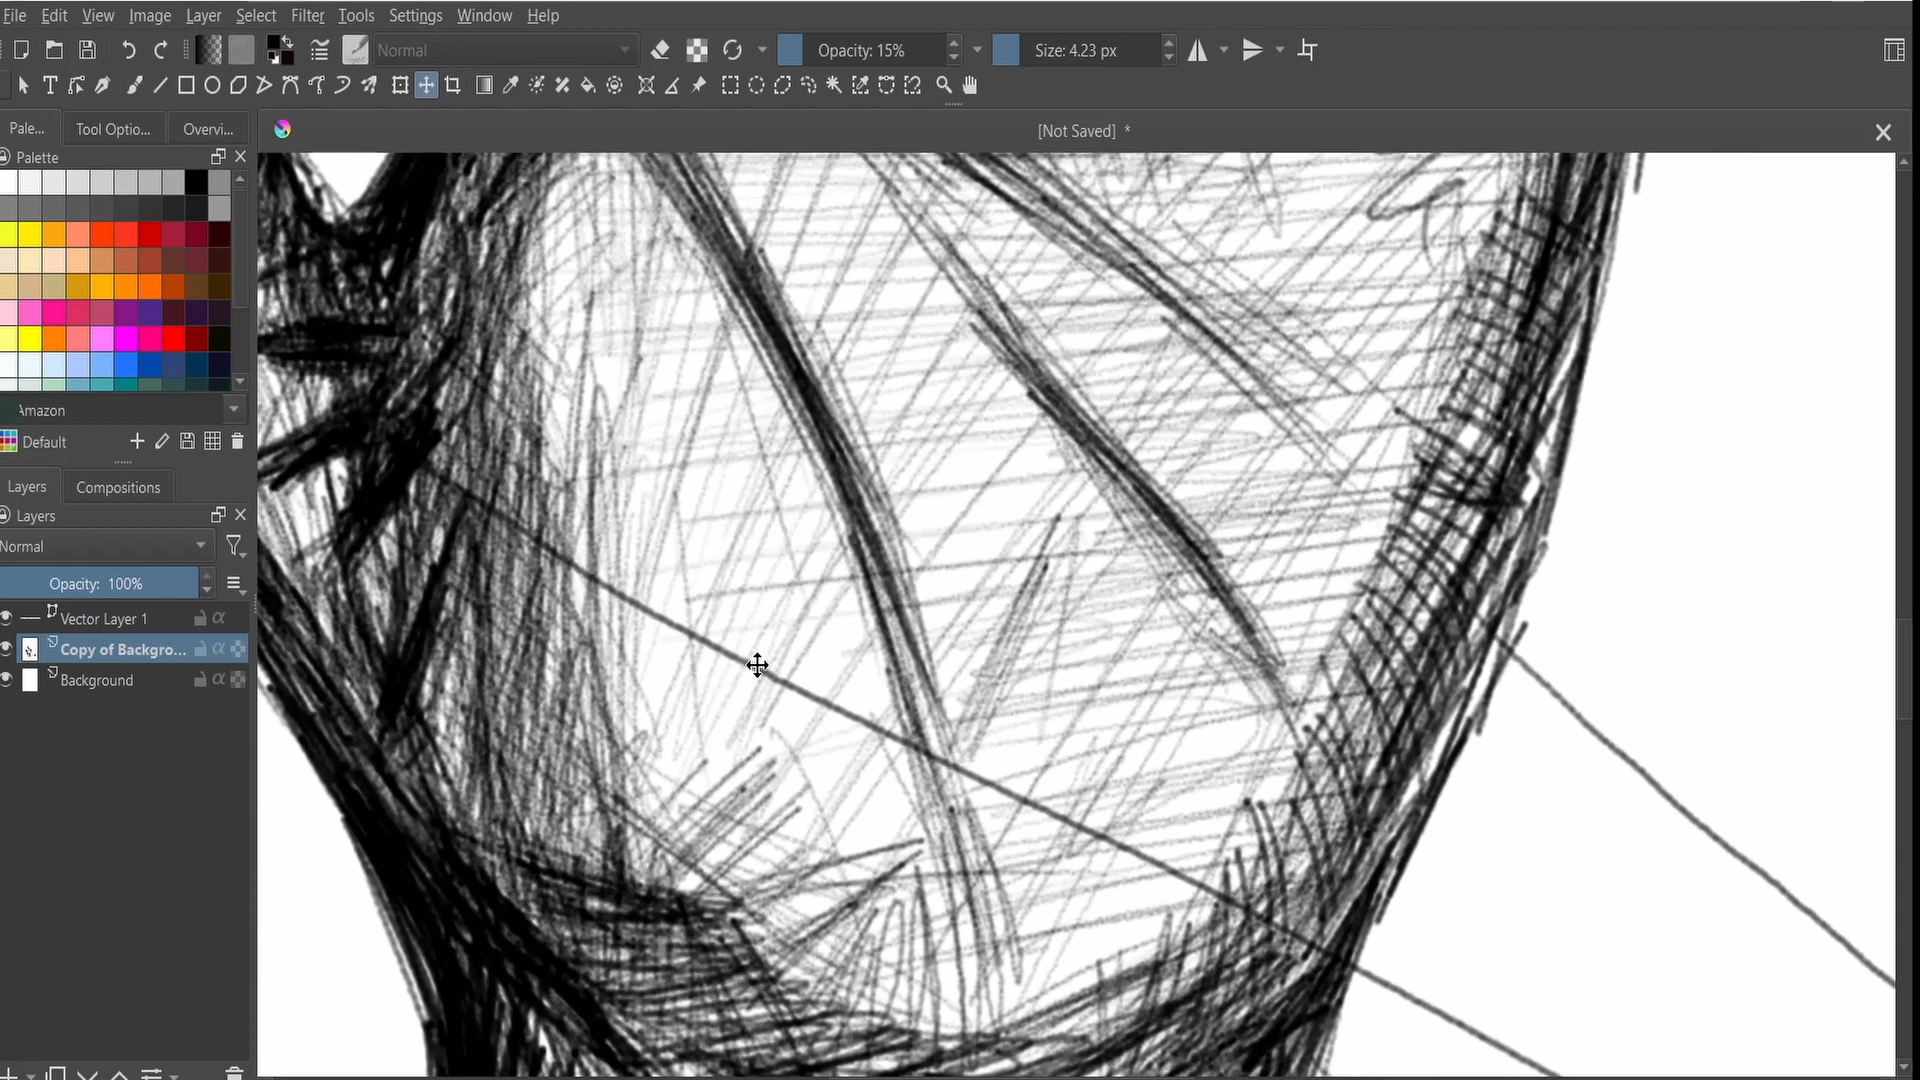 File Edit View Image Layer Select Filter Tools Settings Window Help
Normal Opacity: 15% Size: 4.23 px
Pale... Tool Optio... Overvi... [Not Saved] *
Palette
Amazon
Default
Layers Compositions
Layers
Normal
Opacity: 100%
Vector Layer 1
Copy of Backgro...
Background